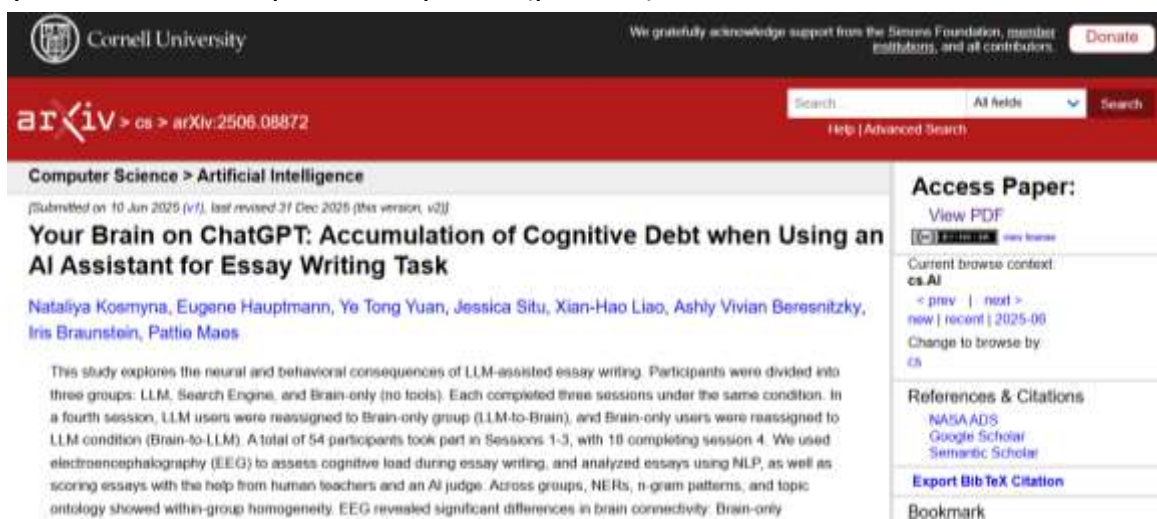 Cornell University
We gratefully acknowledge support from the Simons Foundation, member
institutions, and all contributors.
Donate
arXiv > cs > arXiv:2506.08872
Search...
All fields
Search
Help | Advanced Search
Computer Science > Artificial Intelligence
[Submitted on 10 Jun 2025 (v1), last revised 31 Dec 2025 (this version, v2)]
Your Brain on ChatGPT: Accumulation of Cognitive Debt when Using an
AI Assistant for Essay Writing Task
Nataliya Kosmyna, Eugene Hauptmann, Ye Tong Yuan, Jessica Situ, Xian-Hao Liao, Ashly Vivian Beresnitzky,
Iris Braunstein, Pattie Maes
This study explores the neural and behavioral consequences of LLM-assisted essay writing. Participants were divided into
three groups: LLM, Search Engine, and Brain-only (no tools). Each completed three sessions under the same condition. In
a fourth session, LLM users were reassigned to Brain-only group (LLM-to-Brain), and Brain-only users were reassigned to
LLM condition (Brain-to-LLM). A total of 54 participants took part in Sessions 1-3, with 18 completing session 4. We used
electroencephalography (EEG) to assess cognitive load during essay writing, and analyzed essays using NLP, as well as
scoring essays with the help from human teachers and an AI judge. Across groups, NERs, n-gram patterns, and topic
ontology showed within-group homogeneity. EEG revealed significant differences in brain connectivity: Brain-only
Access Paper:
View PDF
view license
Current browse context:
cs.AI
< prev | next >
new | recent | 2025-06
Change to browse by:
cs
References & Citations
NASA ADS
Google Scholar
Semantic Scholar
Export BibTeX Citation
Bookmark